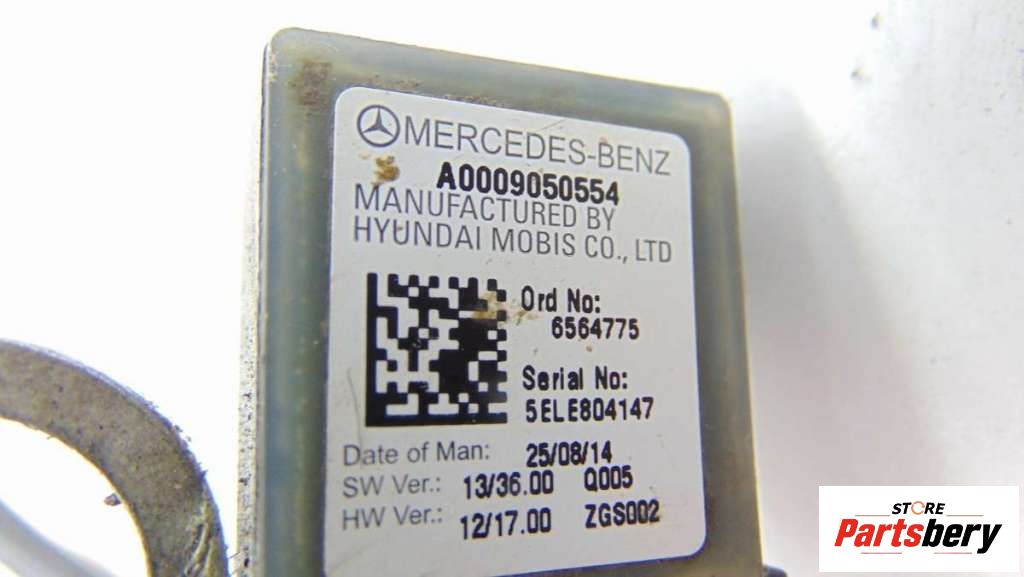 MERCEDES-BENZ
A0009050554
MANUFACTURED BY
HYUNDAI MOBIS CO., LTD
Ord No:
6564775
Serial No:
5ELE804147
Date of Man: 25/08/14
SW Ver.: 13/36.00 Q005
HW Ver.: 12/17.00 ZGS002
STORE
Partsbery